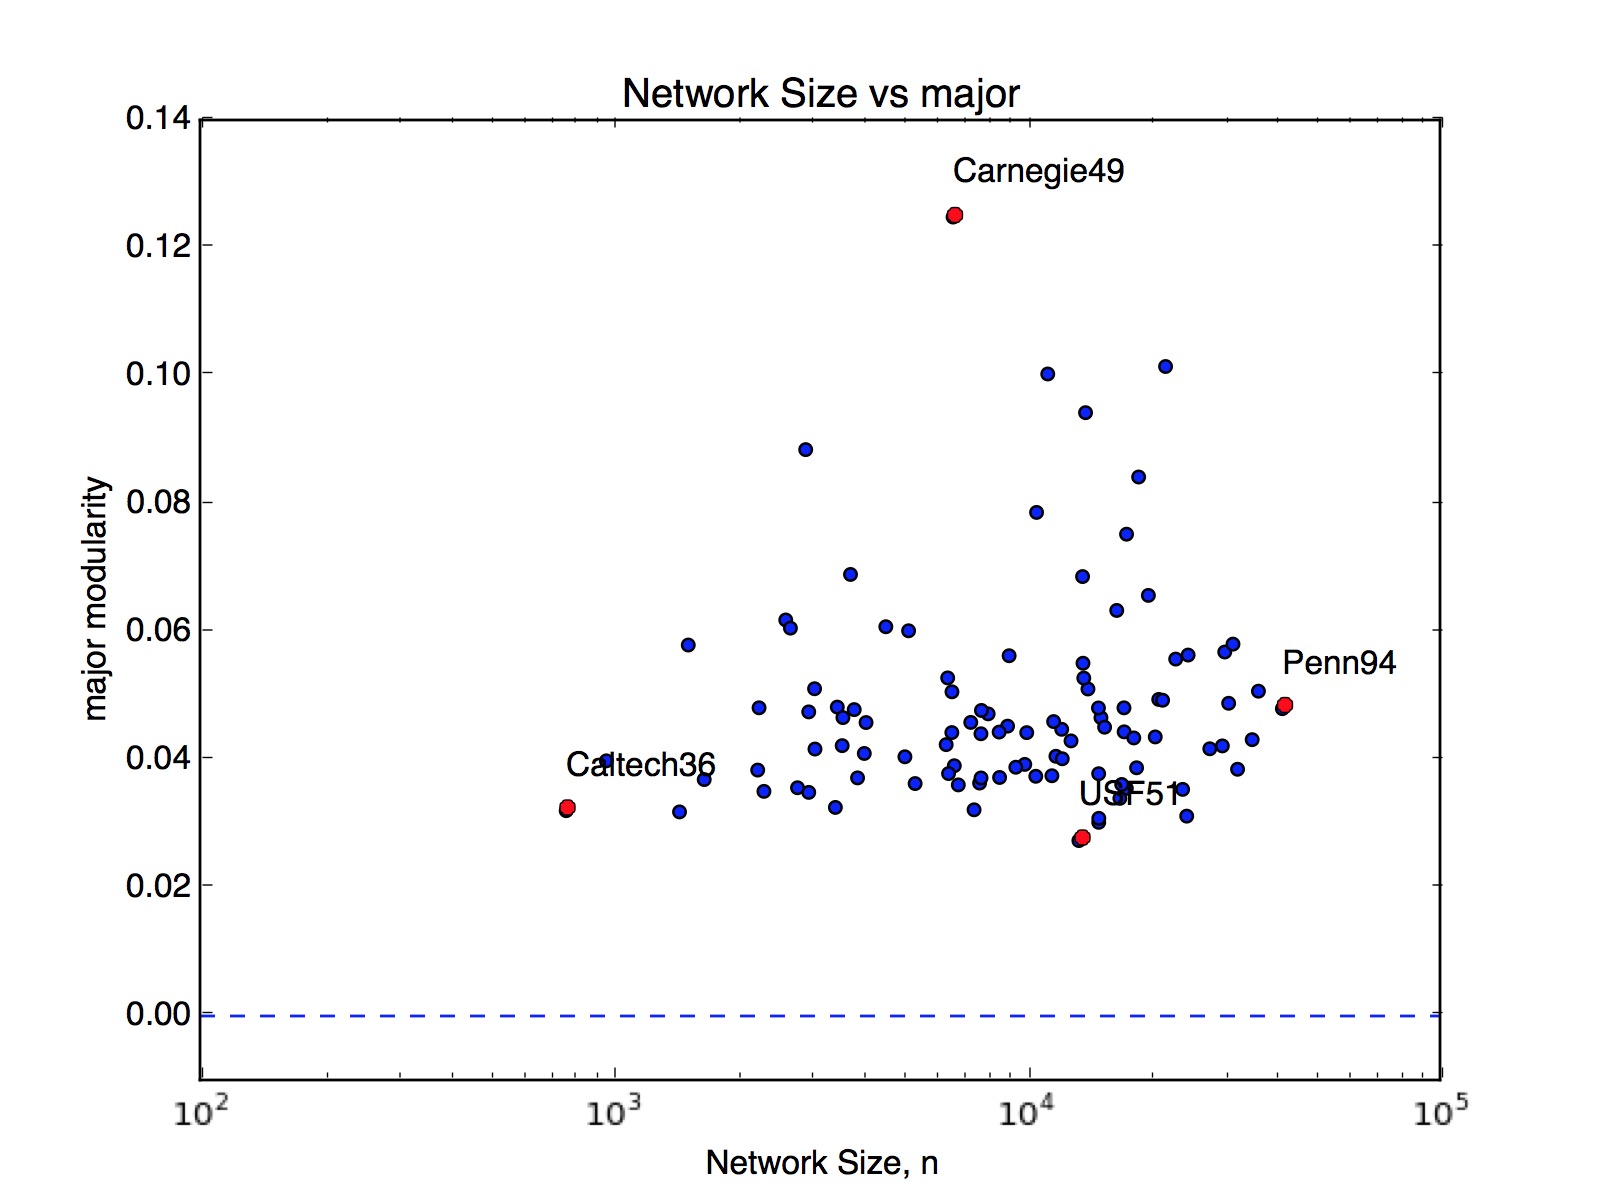 Network Size vs major
0.14
Carnegie49
0.12
0.10
0.08
major modularity
0.06
Penn94
0.04
Caltech36
USF51
0.02
0.00
10²
10³
10⁴
10⁵
Network Size, n